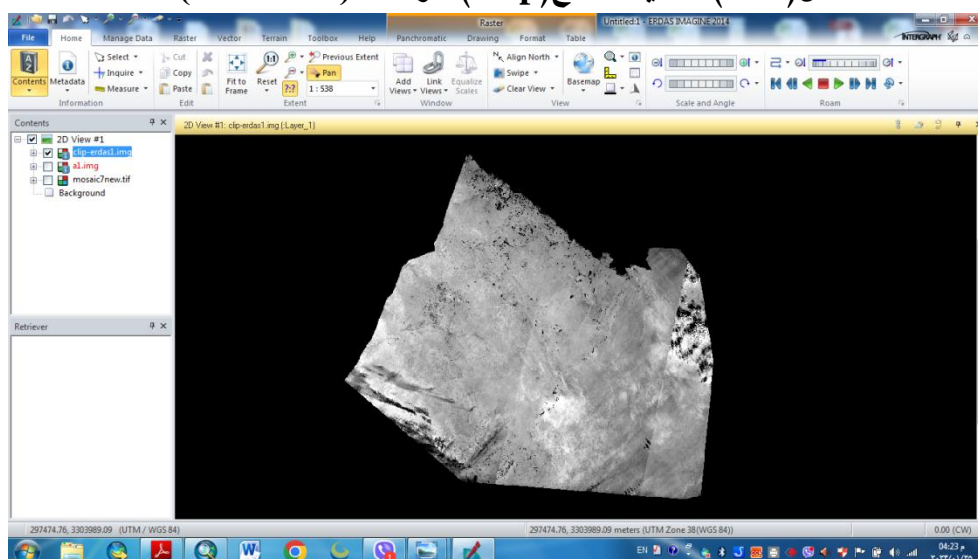 Raster
Untitled:1 - ERDAS IMAGINE 2014
File Home Manage Data Raster Vector Terrain Toolbox Help Panchromatic Drawing Format Table
INTERGRAPH
Contents Metadata Select Inquire Measure
Information
Cut Copy Paste
Edit
Fit to Frame Reset 1:1 Previous Extent Pan 1 : 538
Extent
Add Views Link Views Equalize Scales
Window
Align North Swipe Clear View Basemap
View
Scale and Angle
Roam
Contents
2D View #1
clip-erdas1.img
a1.img
mosaic7new.tif
Background
2D View #1: clip-erdas1.img (:Layer_1)
Retriever
297474.76, 3303989.09 (UTM / WGS 84)
297474.76, 3303989.09 meters (UTM Zone 38(WGS 84))
0.00 (CW)
EN
04:23 م